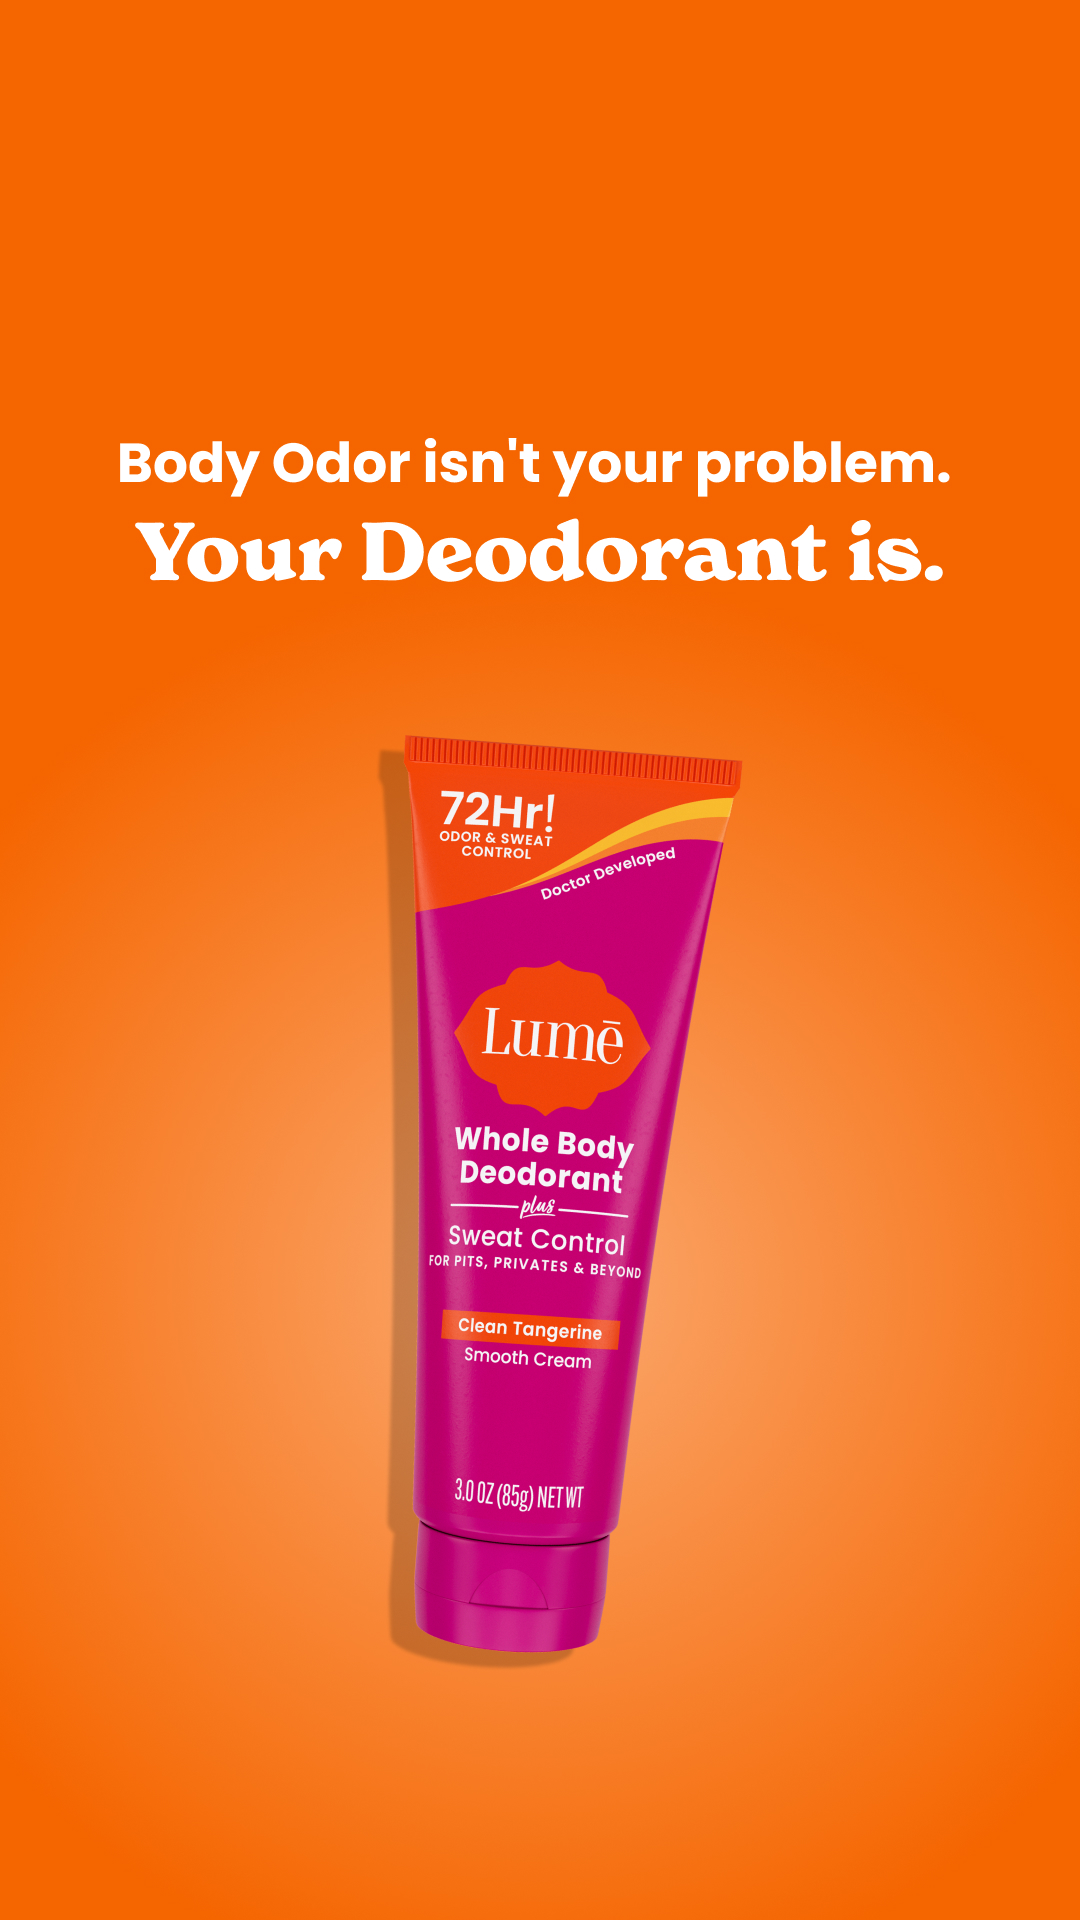 Body Odor isn't your problem.
Your Deodorant is.
72Hr!
ODOR & SWEAT
CONTROL
Doctor Developed
Lumē
Whole Body
Deodorant
plus
Sweat Control
FOR PITS, PRIVATES & BEYOND
Clean Tangerine
Smooth Cream
3.0 OZ (85g) NET WT